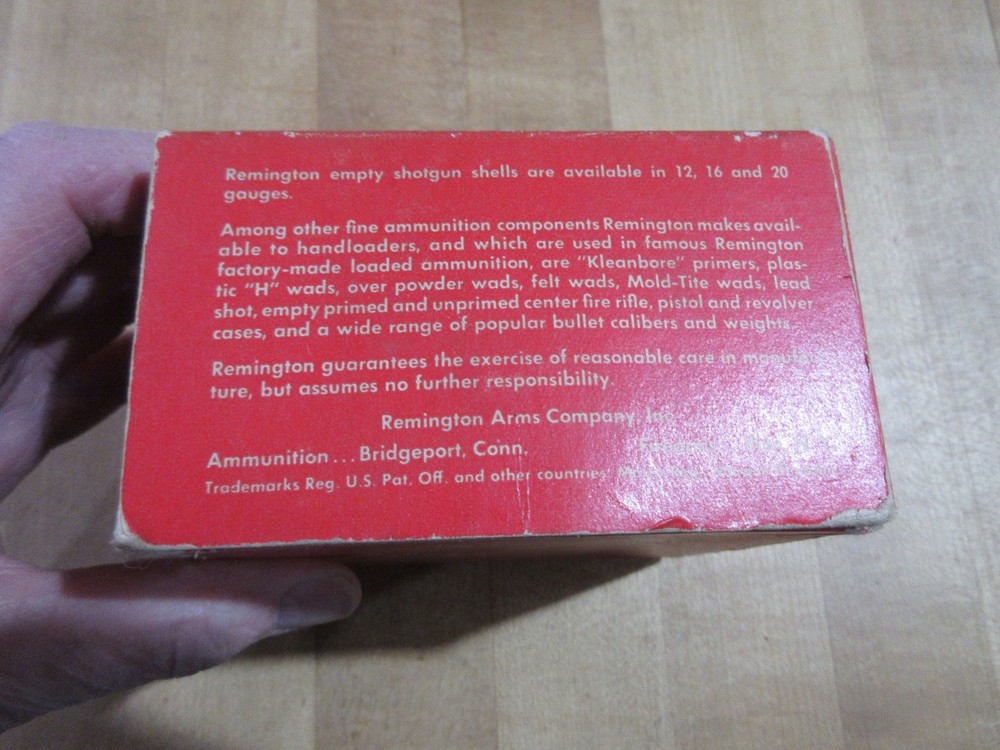 Remington empty shotgun shells are available in 12, 16 and 20
gauges.
Among other fine ammunition components Remington makes avail-
able to handloaders, and which are used in famous Remington
factory-made loaded ammunition, are "Kleanbore" primers, plas-
tic "H" wads, over powder wads, felt wads, Mold-Tite wads, lead
shot, empty primed and unprimed center fire rifle, pistol and revolver
cases, and a wide range of popular bullet calibers and weights.
Remington guarantees the exercise of reasonable care in manufac-
ture, but assumes no further responsibility.
Remington Arms Company, Inc.
Ammunition...Bridgeport, Conn.
Trademarks Reg. U.S. Pat. Off. and other countries.